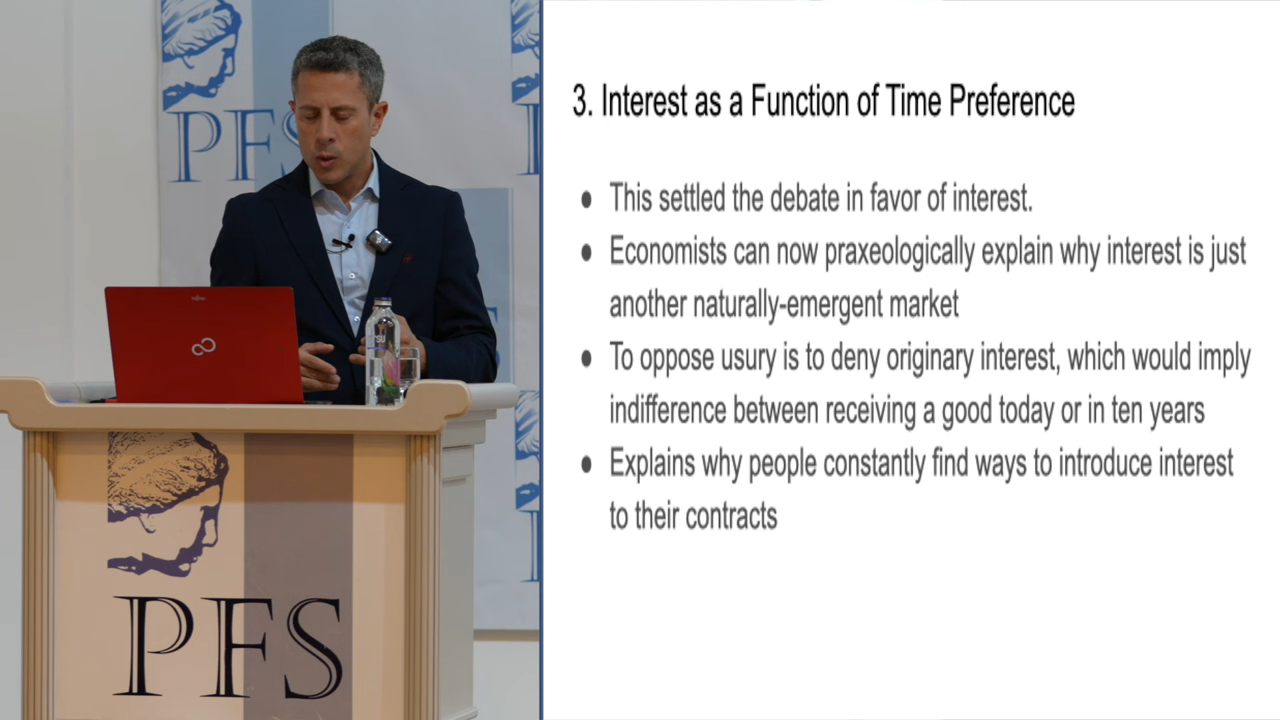 PFS
3. Interest as a Function of Time Preference
● This settled the debate in favor of interest.
● Economists can now praxeologically explain why interest is just
another naturally-emergent market
● To oppose usury is to deny originary interest, which would imply
indifference between receiving a good today or in ten years
● Explains why people constantly find ways to introduce interest
to their contracts
PFS